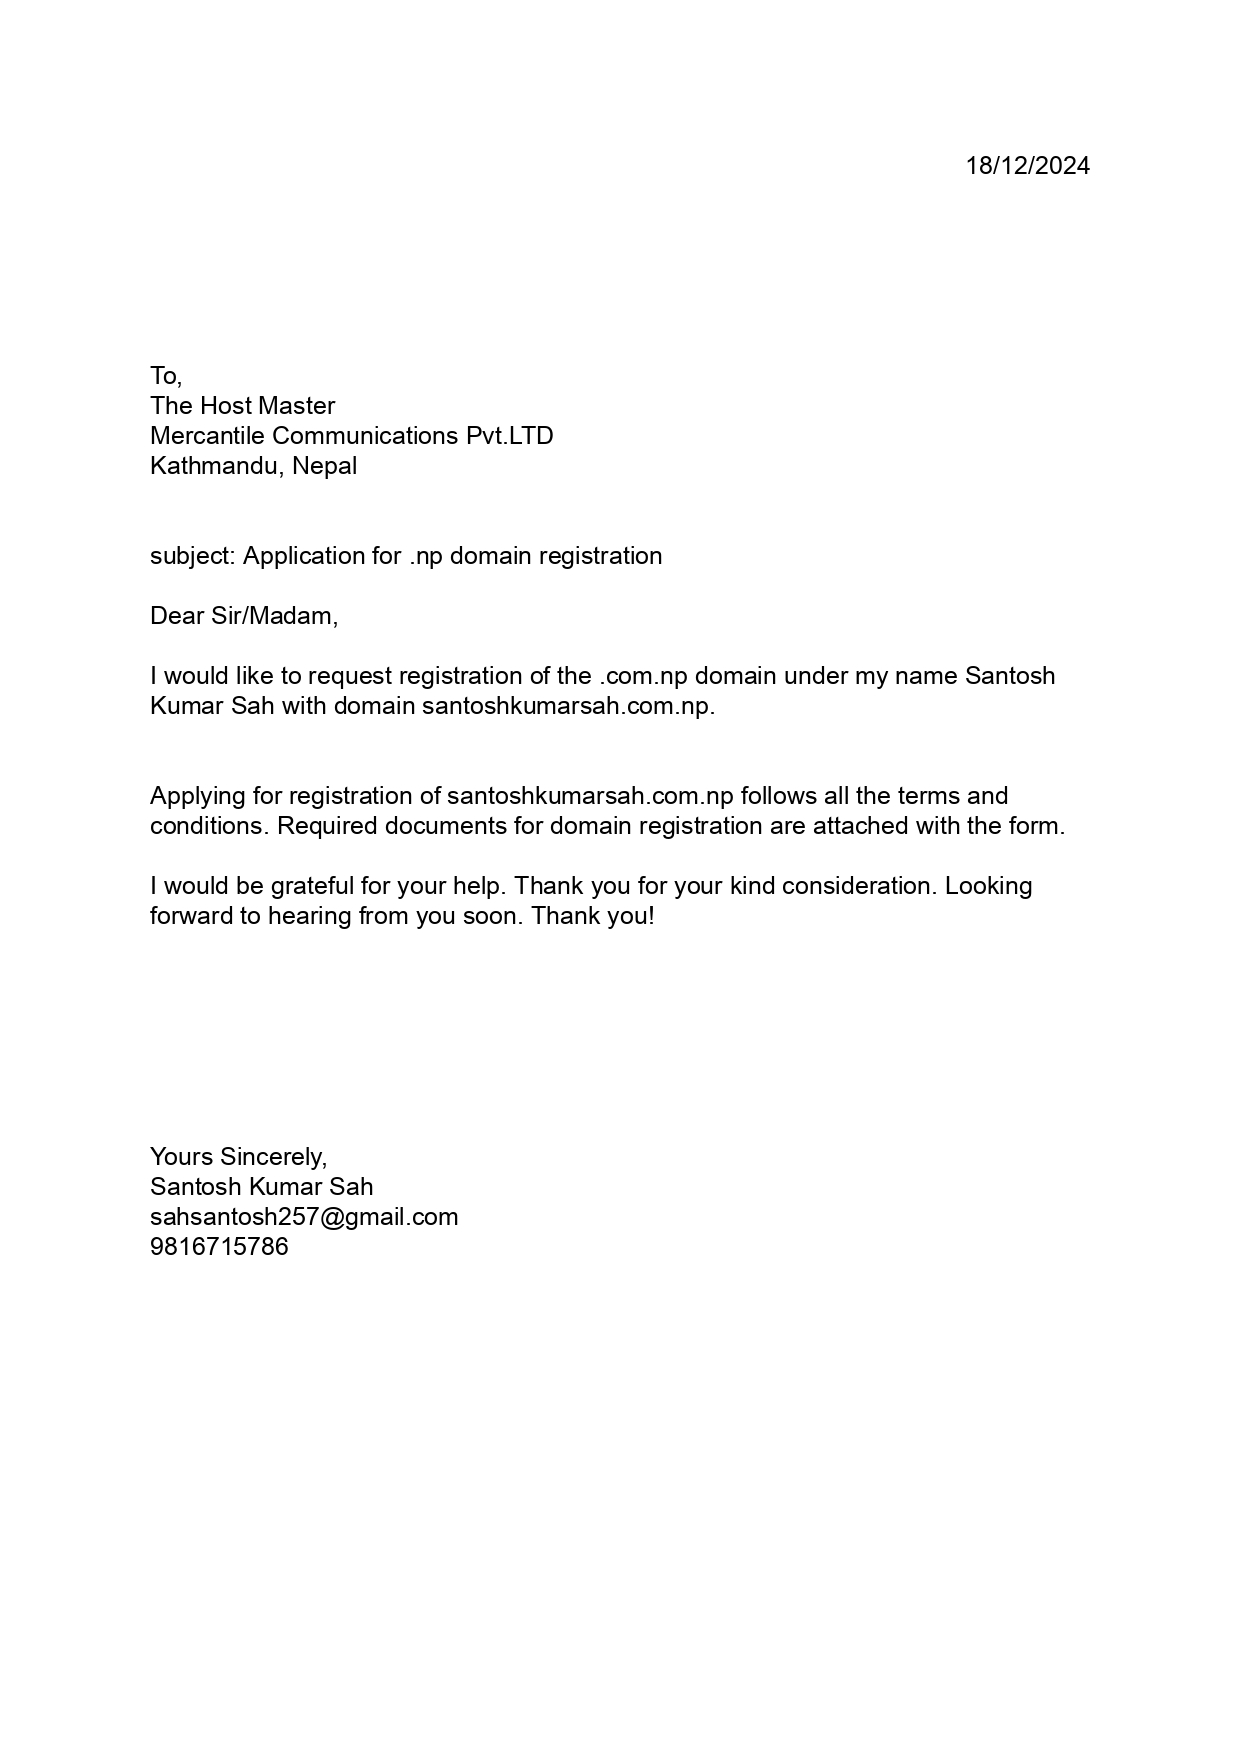 18/12/2024
To,
The Host Master
Mercantile Communications Pvt.LTD
Kathmandu, Nepal
subject: Application for .np domain registration
Dear Sir/Madam,
I would like to request registration of the .com.np domain under my name Santosh
Kumar Sah with domain santoshkumarsah.com.np.
Applying for registration of santoshkumarsah.com.np follows all the terms and
conditions. Required documents for domain registration are attached with the form.
I would be grateful for your help. Thank you for your kind consideration. Looking
forward to hearing from you soon. Thank you!
Yours Sincerely,
Santosh Kumar Sah
sahsantosh257@gmail.com
9816715786